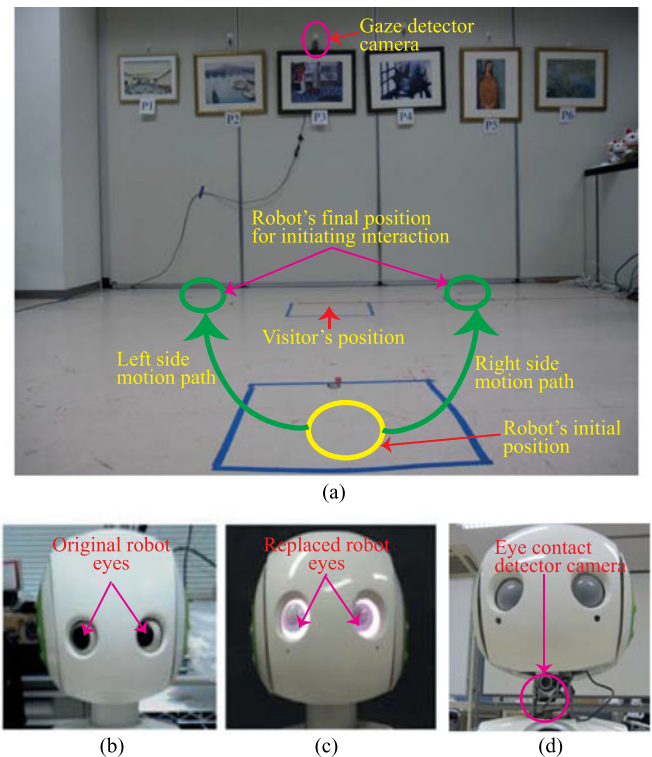 Gaze detector
camera
P1
P2
P3
P4
P5
P6
Robot's final position
for initiating interaction
Visitor's position
Left side
motion path
Right side
motion path
Robot's initial
position
(a)
Original robot
eyes
Replaced robot
eyes
Eye contact
detector camera
(b)
(c)
(d)